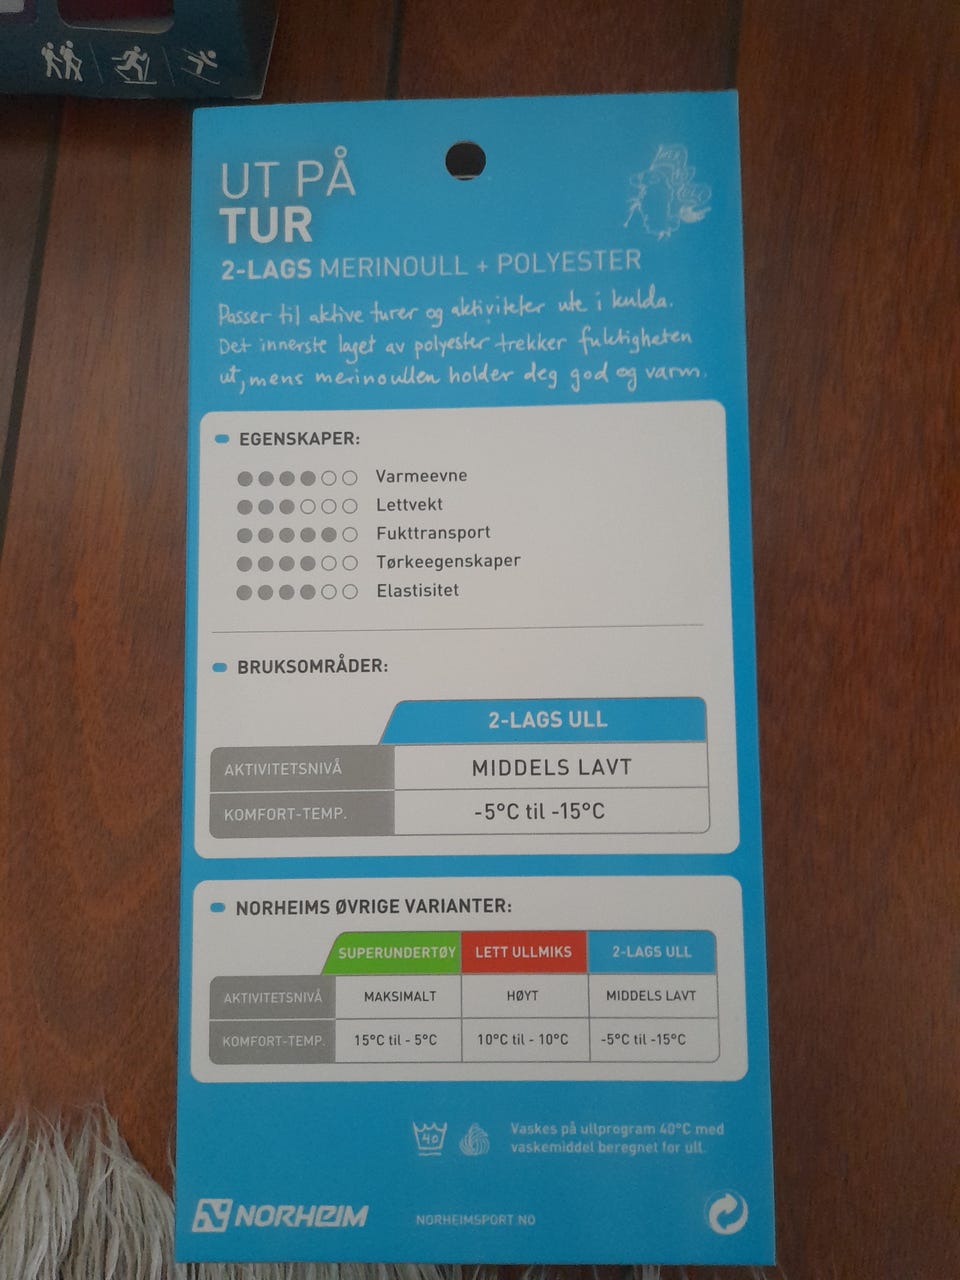 UT PÅ
TUR
2-LAGS MERINOULL + POLYESTER
Passer til aktive turer og aktiviteter ute i kulda.
Det innerste laget av polyester trekker fuktigheten
ut, mens merinoullen holder deg god og varm.
EGENSKAPER:
Varmeevne
Lettvekt
Fukttransport
Tørkeegenskaper
Elastisitet
BRUKSOMRÅDER:
2-LAGS ULL
AKTIVITETSNIVÅ MIDDELS LAVT
KOMFORT-TEMP. -5°C til -15°C
NORHEIMS ØVRIGE VARIANTER:
SUPERUNDERTØY LETT ULLMIKS 2-LAGS ULL
AKTIVITETSNIVÅ MAKSIMALT HØYT MIDDELS LAVT
KOMFORT-TEMP. 15°C til - 5°C 10°C til - 10°C -5°C til -15°C
40 Vaskes på ullprogram 40°C med
vaskemiddel beregnet for ull.
NORHEIM NORHEIMSPORT NO